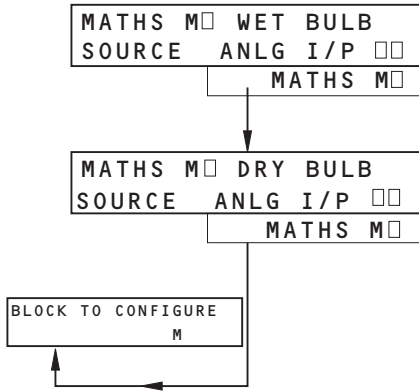 MATHS M□ WET BULB
SOURCE ANLG I/P □□
MATHS M□
MATHS M□ DRY BULB
SOURCE ANLG I/P □□
MATHS M□
BLOCK TO CONFIGURE
M